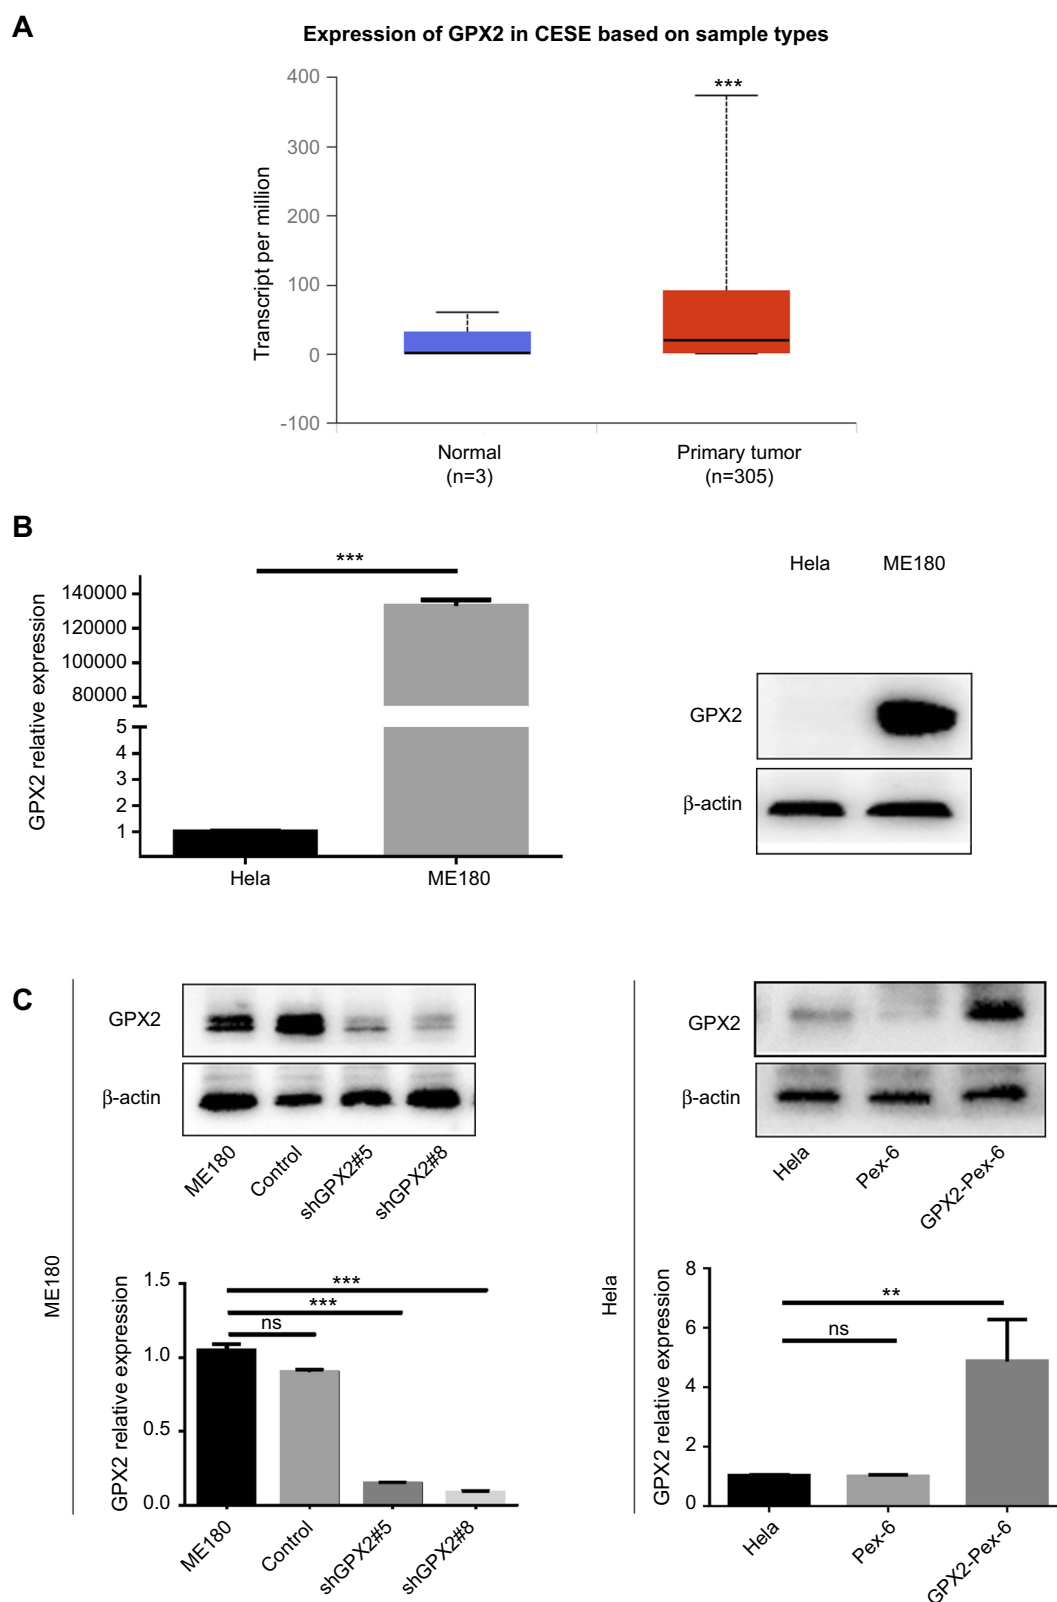 A
Expression of GPX2 in CESE based on sample types
Transcript per million
400
300
200
100
0
-100
***
Normal
(n=3)
Primary tumor
(n=305)
B
GPX2 relative expression
140000
120000
100000
80000
5
4
3
2
1
***
Hela
ME180
Hela ME180
GPX2
β-actin
C
ME180
GPX2
β-actin
ME180
Control
shGPX2#5
shGPX2#8
GPX2 relative expression
1.5
1.0
0.5
0.0
***
***
ns
ME180
Control
shGPX2#5
shGPX2#8
Hela
GPX2
β-actin
Hela
Pex-6
GPX2-Pex-6
GPX2 relative expression
8
6
4
2
0
**
ns
Hela
Pex-6
GPX2-Pex-6